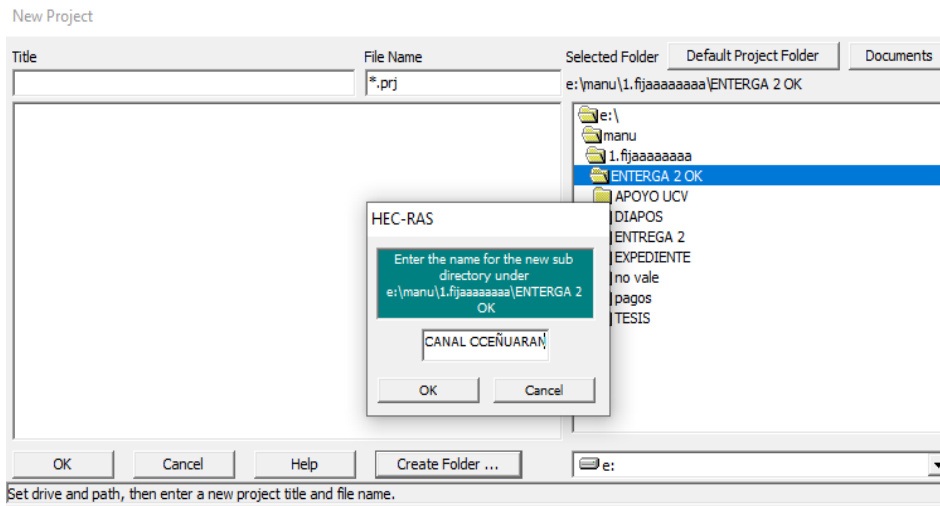 New Project
Title
File Name
Selected Folder
Default Project Folder
Documents
*.prj
e:\manu\1.fijaaaaaaaa\ENTERGA 2 OK
e:\
manu
1.fijaaaaaaaa
ENTERGA 2 OK
APOYO UCV
DIAPOS
ENTREGA 2
EXPEDIENTE
no vale
pagos
TESIS
HEC-RAS
Enter the name for the new sub
directory under
e:\manu\1.fijaaaaaaaa\ENTERGA 2
OK
CANAL CCEÑUARAN
OK
Cancel
OK
Cancel
Help
Create Folder ...
e:
Set drive and path, then enter a new project title and file name.